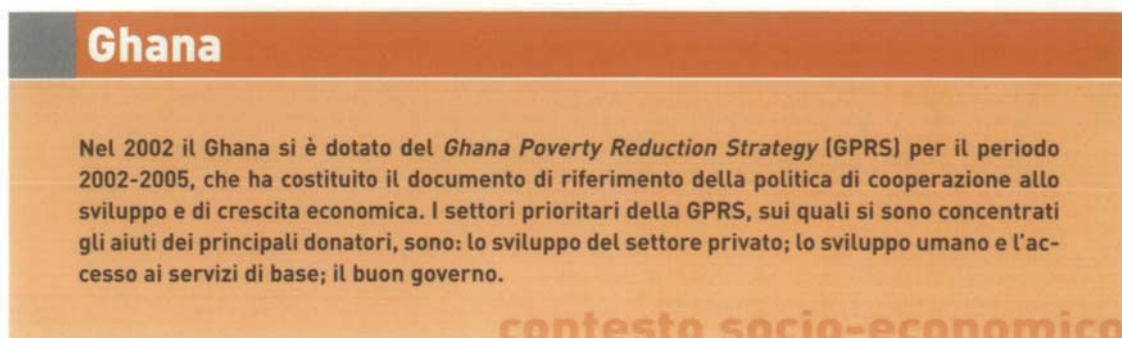 Ghana
Nel 2002 il Ghana si è dotato del Ghana Poverty Reduction Strategy (GPRS) per il periodo
2002-2005, che ha costituito il documento di riferimento della politica di cooperazione allo
sviluppo e di crescita economica. I settori prioritari della GPRS, sui quali si sono concentrati
gli aiuti dei principali donatori, sono: lo sviluppo del settore privato; lo sviluppo umano e l'ac-
cesso ai servizi di base; il buon governo.
contesto socio-economico